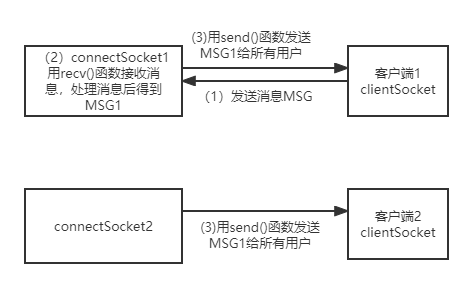 (3)用send()函数发送
MSG1给所有用户
（2）connectSocket1
用recv()函数接收消
息，处理消息后得到
MSG1
（1）发送消息MSG
客户端1
clientSocket
connectSocket2
(3)用send()函数发送
MSG1给所有用户
客户端2
clientSocket